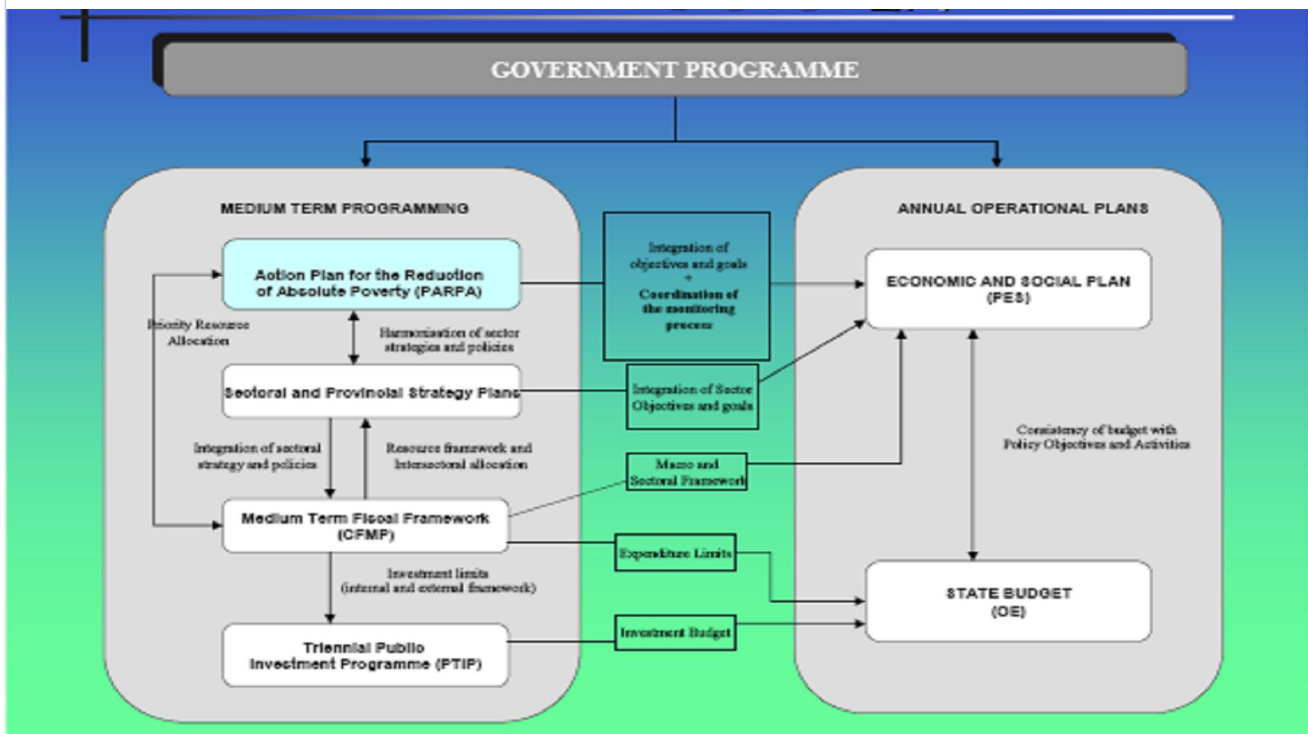 GOVERNMENT PROGRAMME
MEDIUM TERM PROGRAMMING
Action Plan for the Reduction
of Absolute Poverty (PARPA)
Priority Resource
Allocation
Harmonisation of sector
strategies and policies
Sectoral and Provincial Strategy Plans
Integration of sectoral
strategy and policies
Resource framework and
Intersectoral allocation
Medium Term Fiscal Framework
(CFMP)
Investment limits
(internal and external framework)
Triennial Public
Investment Programme (PTIP)
Integration of
objectives and goals
+
Coordination of
the monitoring
process
Integration of Sector
Objectives and goals
Macro and
Sectoral Framework
Expenditure Limits
Investment Budget
ANNUAL OPERATIONAL PLANS
ECONOMIC AND SOCIAL PLAN
(PES)
Consistency of budget with
Policy Objectives and Activities
STATE BUDGET
(OE)